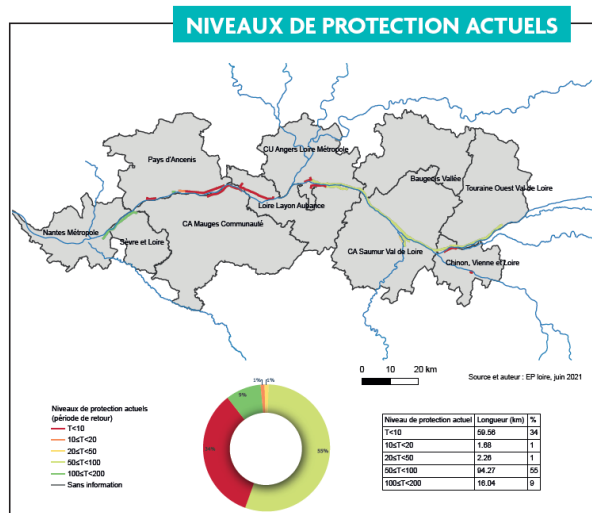 NIVEAUX DE PROTECTION ACTUELS
CU Angers Loire Métropole
Pays d'Ancenis
Baugeois Vallée
Touraine Ouest Val de Loire
Loire Layon Aubance
CA Mauges Communauté
Nantes Métropole
Sèvre et Loire
CA Saumur Val de Loire
Chinon, Vienne et Loire
0 10 20 km
Source et auteur : EP loire, juin 2021
Niveaux de protection actuels
(période de retour)
T<10
10≤T<20
20≤T<50
50≤T<100
100≤T<200
Sans information
1% 1%
9%
34%
55%
Niveau de protection actuel Longueur (km) %
T<10 59.56 34
10≤T<20 1.68 1
20≤T<50 2.26 1
50≤T<100 94.27 55
100≤T<200 16.04 9